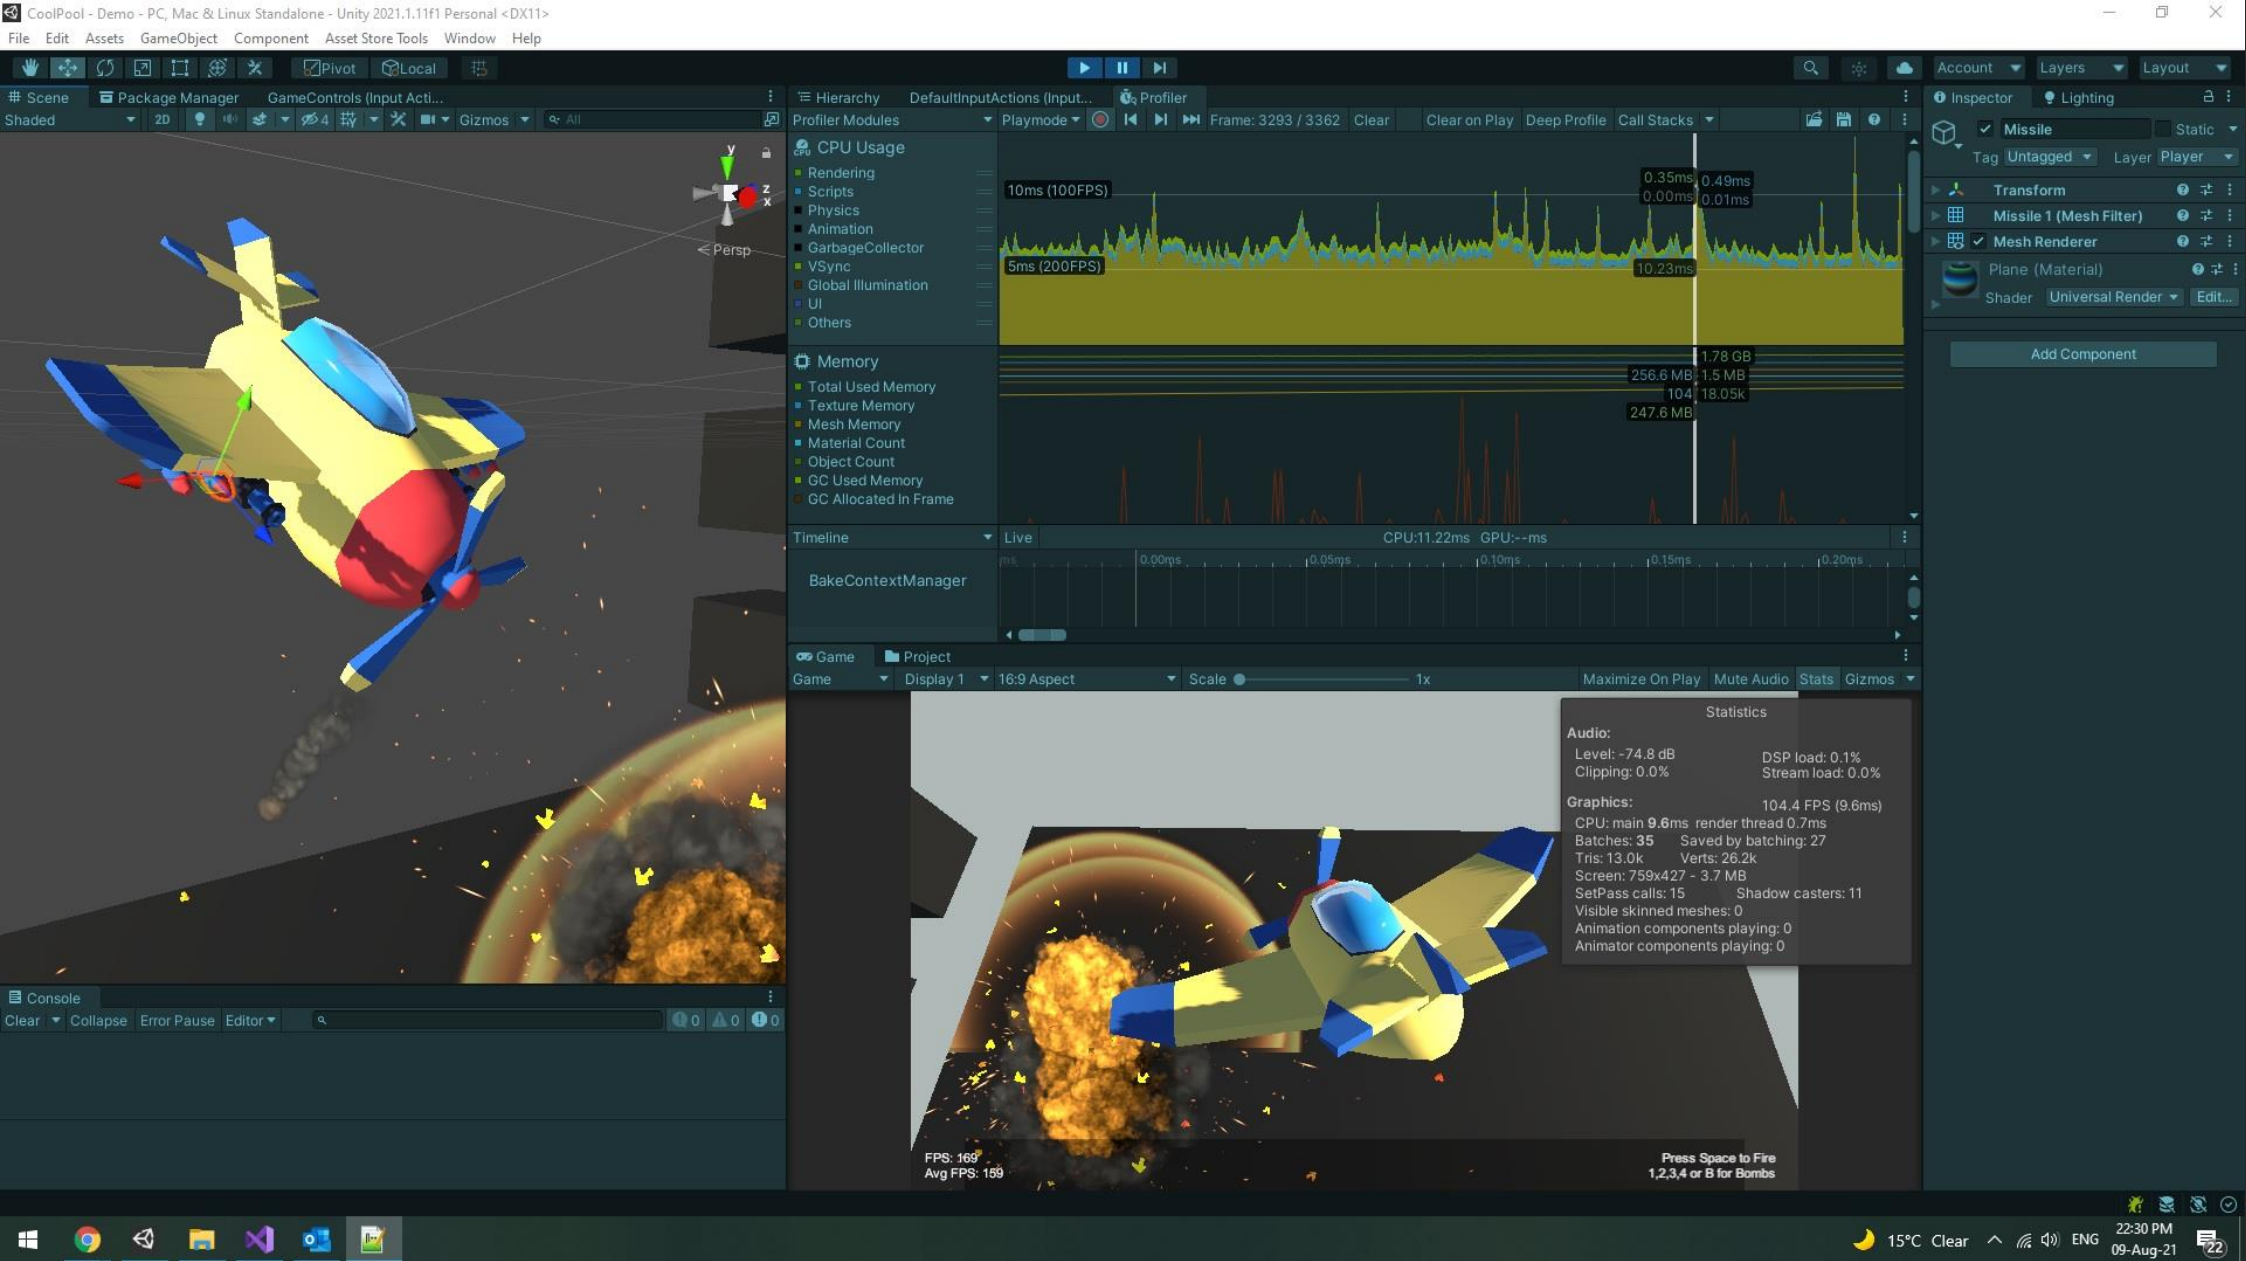 CoolPool - Demo - PC, Mac & Linux Standalone - Unity 2021.1.11f1 Personal <DX11>
File Edit Assets GameObject Component Asset Store Tools Window Help
Pivot Local
Account Layers Layout
Scene Package Manager GameControls (Input Acti...
Shaded 2D 4 Gizmos All
y
z
x
Persp
Hierarchy DefaultInputActions (Input... Profiler
Profiler Modules Playmode Frame: 3293 / 3362 Clear Clear on Play Deep Profile Call Stacks
CPU Usage
Rendering
Scripts
Physics
Animation
GarbageCollector
VSync
Global Illumination
UI
Others
10ms (100FPS)
5ms (200FPS)
0.35ms 0.49ms
0.00ms 0.01ms
10.23ms
Memory
Total Used Memory
Texture Memory
Mesh Memory
Material Count
Object Count
GC Used Memory
GC Allocated In Frame
1.78 GB
256.6 MB 1.5 MB
104 18.05k
247.6 MB
Timeline Live CPU:11.22ms GPU:--ms
ms 0.00ms 0.05ms 0.10ms 0.15ms 0.20ms
BakeContextManager
Game Project
Game Display 1 16:9 Aspect Scale 1x Maximize On Play Mute Audio Stats Gizmos
Statistics
Audio:
Level: -74.8 dB DSP load: 0.1%
Clipping: 0.0% Stream load: 0.0%
Graphics: 104.4 FPS (9.6ms)
CPU: main 9.6ms render thread 0.7ms
Batches: 35 Saved by batching: 27
Tris: 13.0k Verts: 26.2k
Screen: 759x427 - 3.7 MB
SetPass calls: 15 Shadow casters: 11
Visible skinned meshes: 0
Animation components playing: 0
Animator components playing: 0
FPS: 169
Avg FPS: 159
Press Space to Fire
1,2,3,4 or B for Bombs
Inspector Lighting
Missile Static
Tag Untagged Layer Player
Transform
Missile 1 (Mesh Filter)
Mesh Renderer
Plane (Material)
Shader Universal Render Edit...
Add Component
Console
Clear Collapse Error Pause Editor 0 0 0
15°C Clear ENG 22:30 PM
09-Aug-21 22